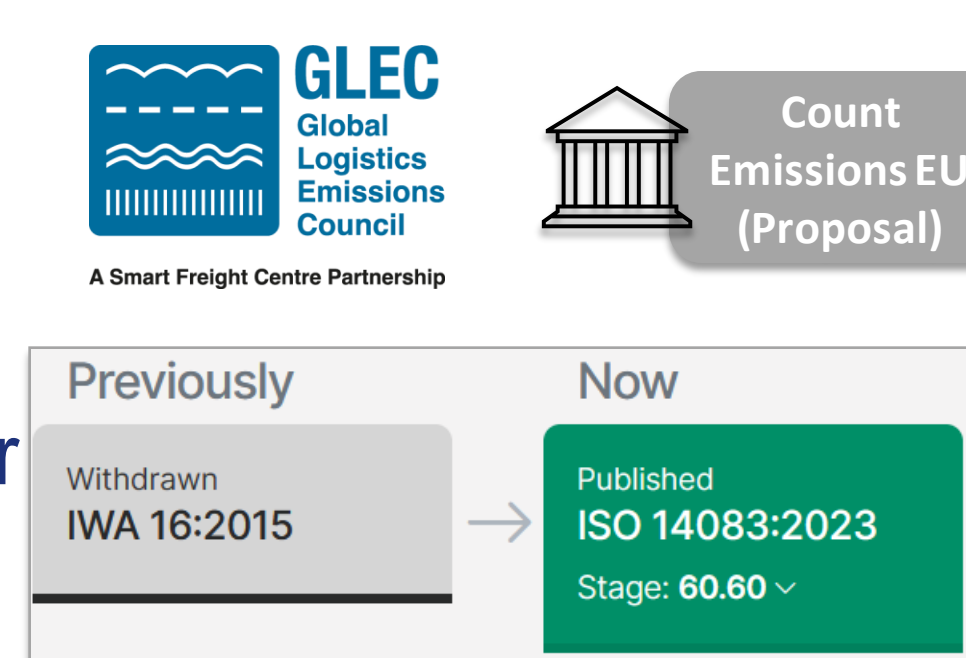 GLEC
Global
Logistics
Emissions
Council
A Smart Freight Centre Partnership
Count
Emissions EU
(Proposal)
Previously
Now
r
Withdrawn
IWA 16:2015
Published
ISO 14083:2023
Stage: 60.60